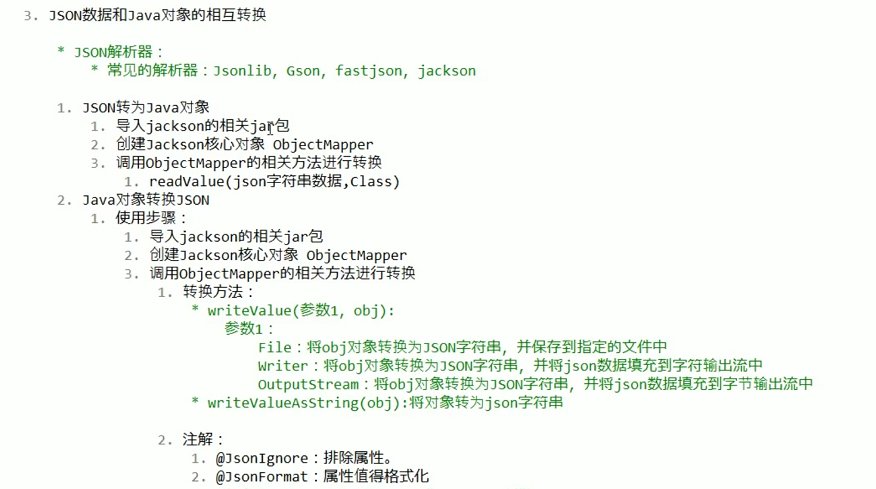 3. JSON数据和Java对象的相互转换
* JSON解析器：
* 常见的解析器：Jsonlib, Gson, fastjson, jackson
1. JSON转为Java对象
1. 导入jackson的相关jar包
2. 创建Jackson核心对象 ObjectMapper
3. 调用ObjectMapper的相关方法进行转换
1. readValue(json字符串数据,Class)
2. Java对象转换JSON
1. 使用步骤：
1. 导入jackson的相关jar包
2. 创建Jackson核心对象 ObjectMapper
3. 调用ObjectMapper的相关方法进行转换
1. 转换方法：
* writeValue(参数1, obj):
参数1：
File：将obj对象转换为JSON字符串，并保存到指定的文件中
Writer：将obj对象转换为JSON字符串，并将json数据填充到字符输出流中
OutputStream：将obj对象转换为JSON字符串，并将json数据填充到字节输出流中
* writeValueAsString(obj):将对象转为json字符串
2. 注解：
1. @JsonIgnore：排除属性。
2. @JsonFormat：属性值得格式化